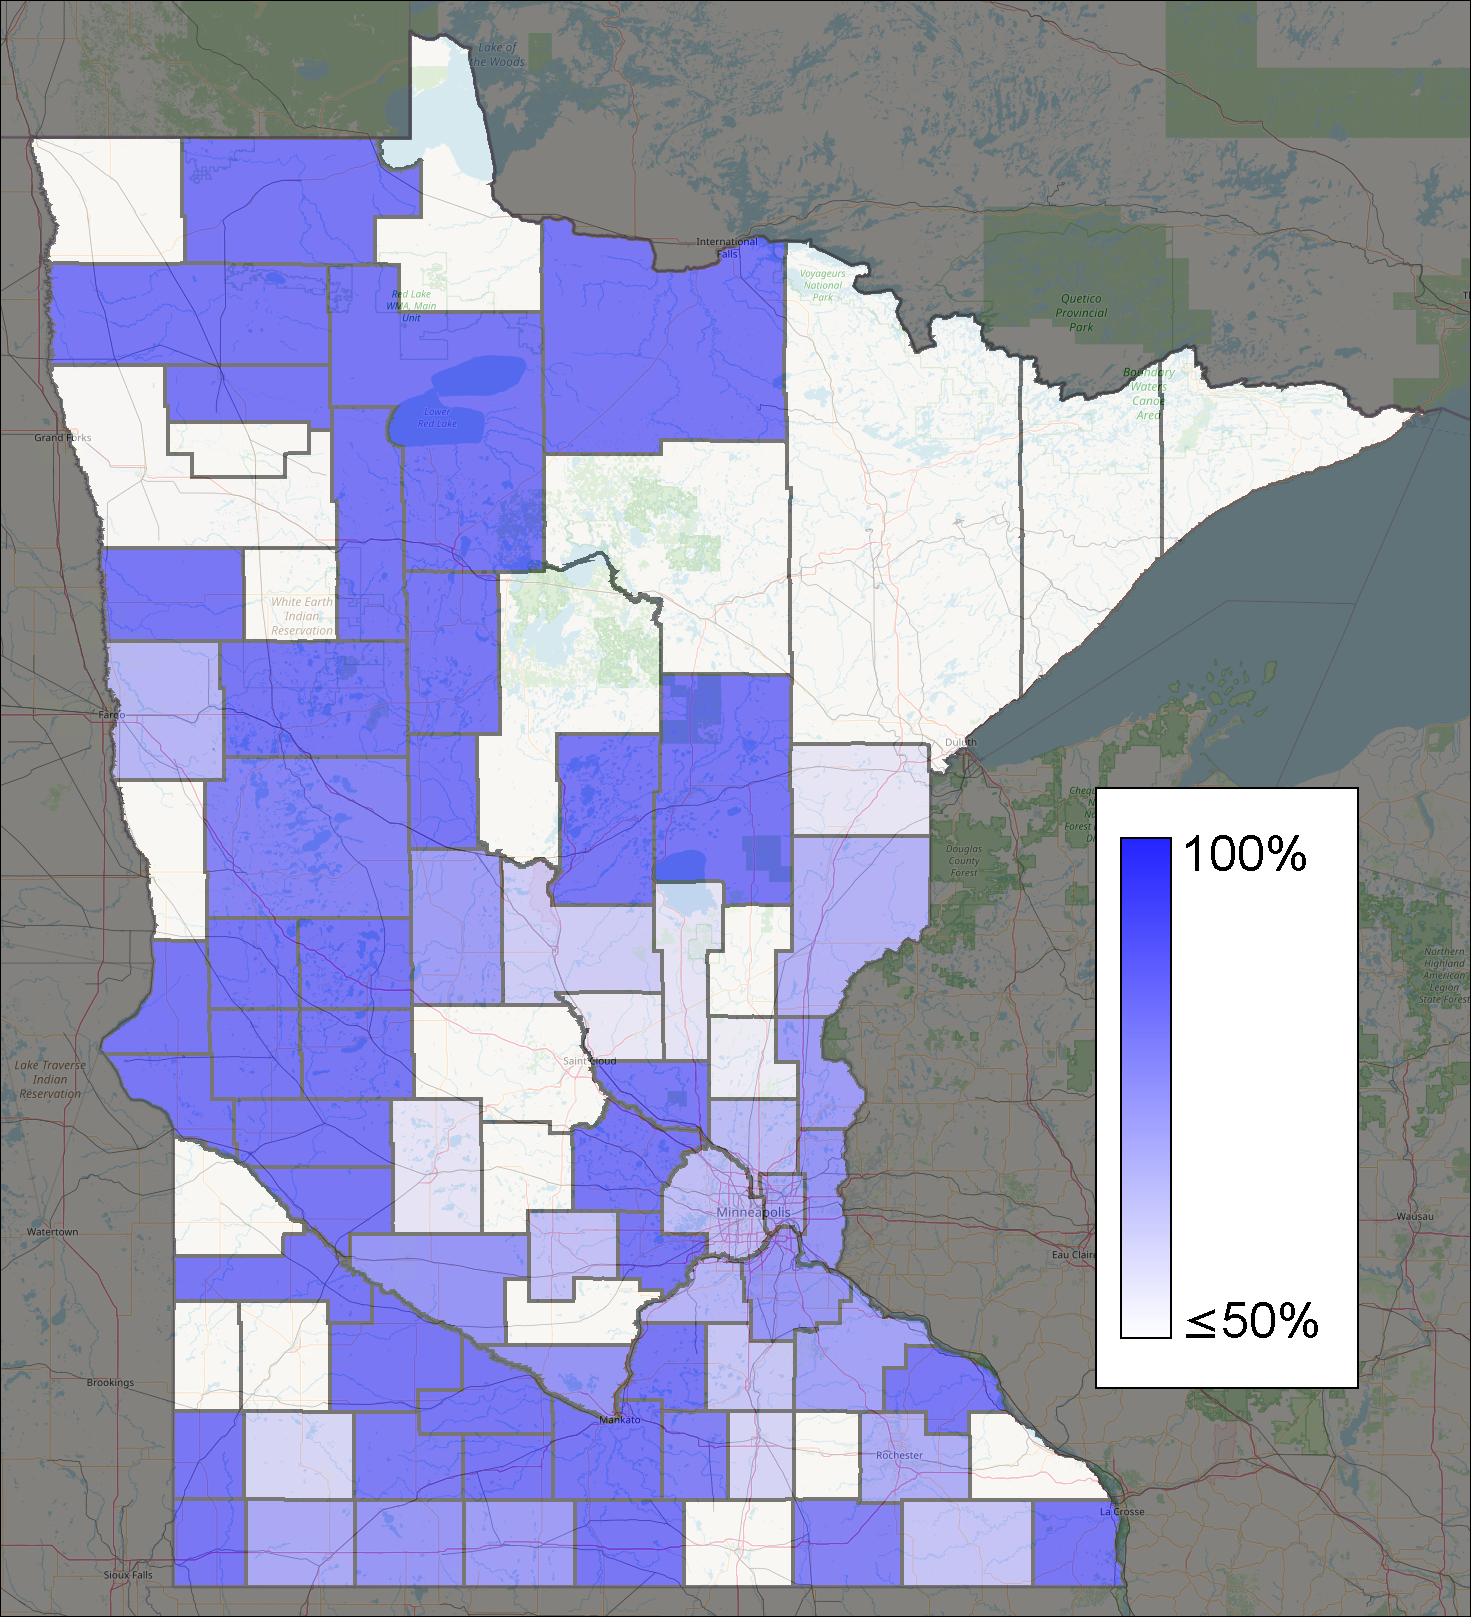 Lake of
the Woods
International
Falls
Voyageurs
National
Park
Quetico
Provincial
Park
Red Lake
WMA, Main
Unit
Boundary
Waters
Canoe
Area
Lower
Red Lake
Grand Forks
White Earth
Indian
Reservation
Fargo
Duluth
Douglas
County
Forest
100%
Northern
Highland
American
Legion
State Forest
Lake Traverse
Indian
Reservation
Saint Cloud
Minneapolis
Watertown
Wausau
Eau Clair
≤50%
Brookings
Mankato
Rochester
La Crosse
Sioux Falls